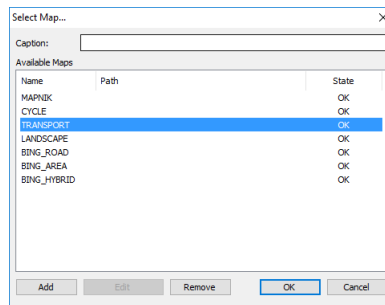 Select Map...
Caption:
Available Maps
Name Path State
MAPNIK OK
CYCLE OK
TRANSPORT OK
LANDSCAPE OK
BING_ROAD OK
BING_AREA OK
BING_HYBRID OK
Add Edit Remove OK Cancel